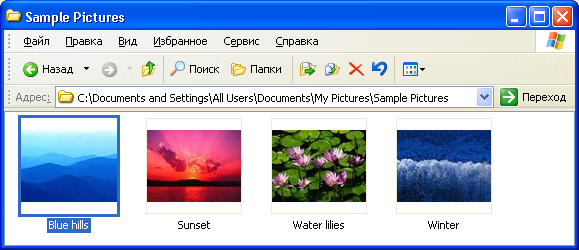 Sample Pictures
Файл Правка Вид Избранное Сервис Справка
Назад Поиск Папки
Адрес: C:\Documents and Settings\All Users\Documents\My Pictures\Sample Pictures Переход
Blue hills Sunset Water lilies Winter